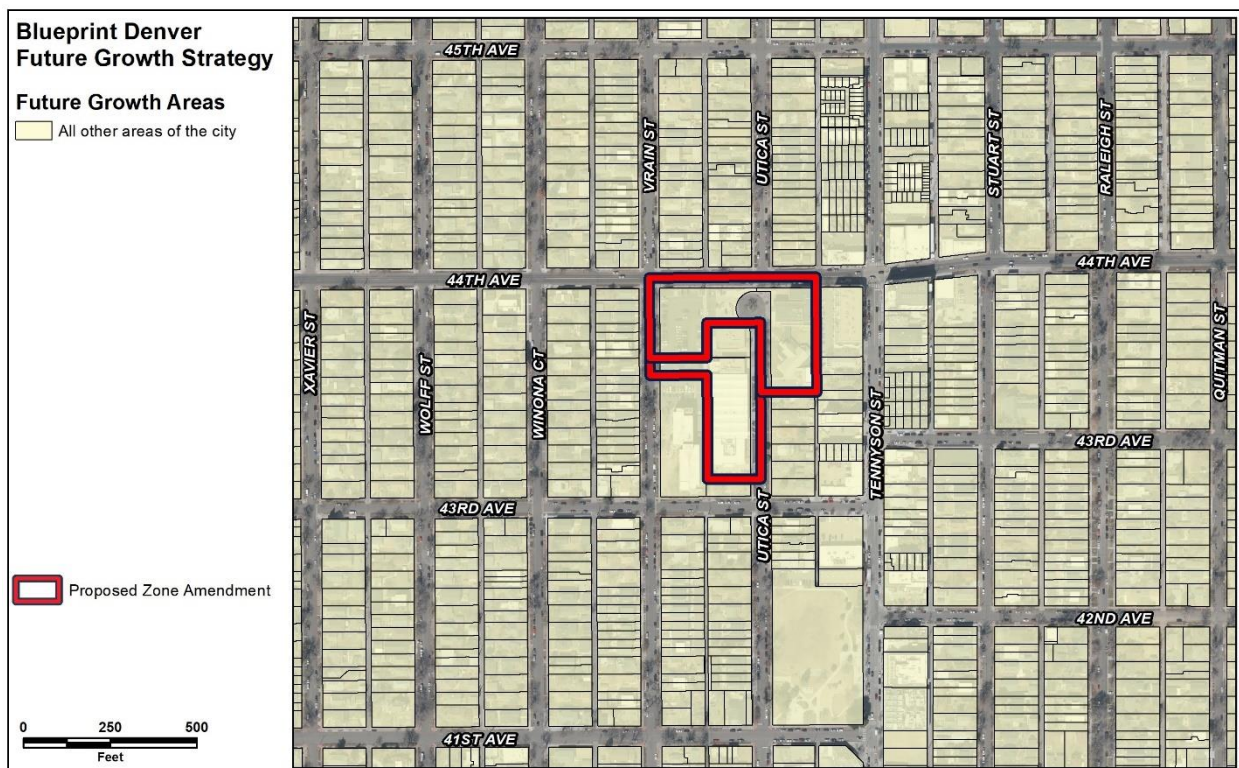 Blueprint Denver
Future Growth Strategy
Future Growth Areas
All other areas of the city
Proposed Zone Amendment
0 250 500
Feet
45TH AVE
VRAIN ST
UTICA ST
STUART ST
RALEIGH ST
44TH AVE
44TH AVE
XAVIER ST
WOLFF ST
WINONA CT
TENNYSON ST
QUITMAN ST
43RD AVE
43RD AVE
UTICA ST
42ND AVE
41ST AVE